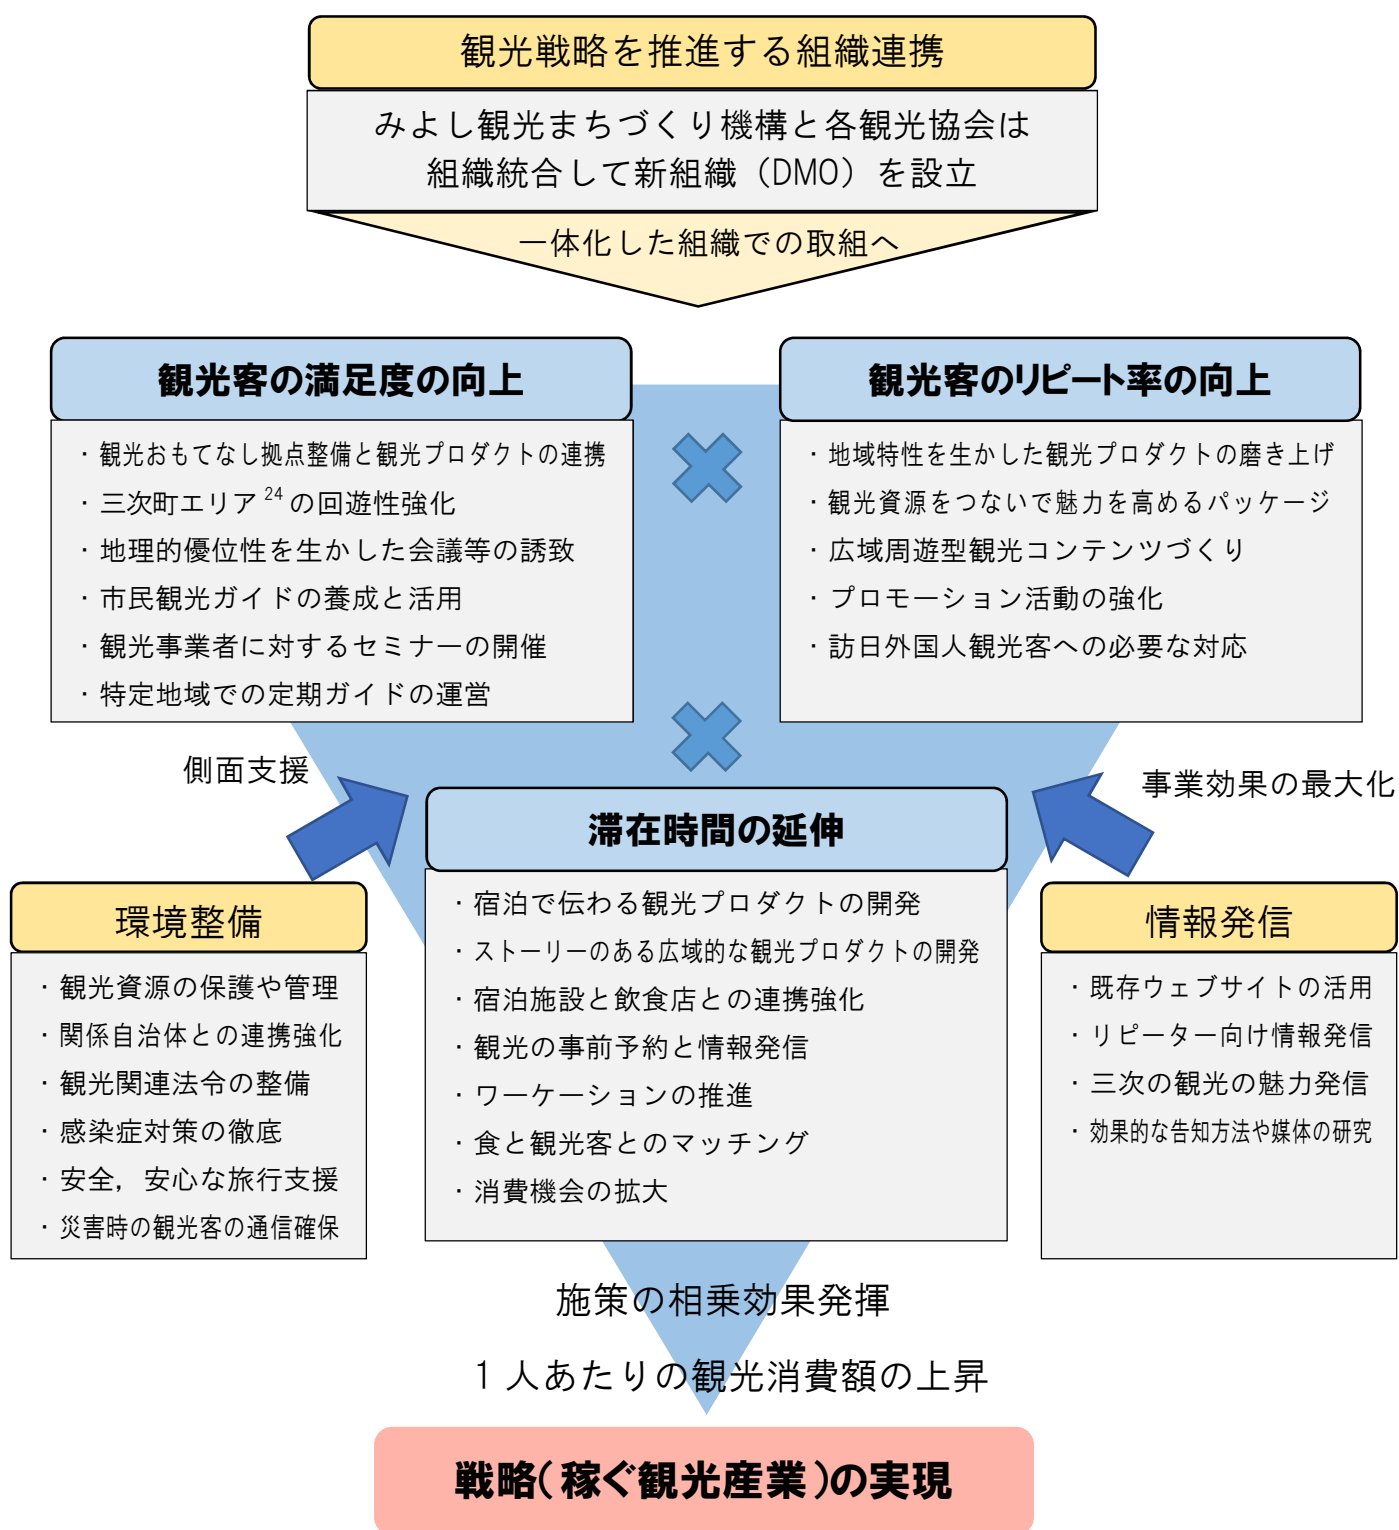 観光戦略を推進する組織連携
みよし観光まちづくり機構と各観光協会は
組織統合して新組織（DMO）を設立
一体化した組織での取組へ
観光客の満足度の向上
・観光おもてなし拠点整備と観光プロダクトの連携
・三次町エリア24の回遊性強化
・地理的優位性を生かした会議等の誘致
・市民観光ガイドの養成と活用
・観光事業者に対するセミナーの開催
・特定地域での定期ガイドの運営
観光客のリピート率の向上
・地域特性を生かした観光プロダクトの磨き上げ
・観光資源をつないで魅力を高めるパッケージ
・広域周遊型観光コンテンツづくり
・プロモーション活動の強化
・訪日外国人観光客への必要な対応
側面支援
事業効果の最大化
滞在時間の延伸
・宿泊で伝わる観光プロダクトの開発
・ストーリーのある広域的な観光プロダクトの開発
・宿泊施設と飲食店との連携強化
・観光の事前予約と情報発信
・ワーケーションの推進
・食と観光客とのマッチング
・消費機会の拡大
環境整備
・観光資源の保護や管理
・関係自治体との連携強化
・観光関連法令の整備
・感染症対策の徹底
・安全，安心な旅行支援
・災害時の観光客の通信確保
情報発信
・既存ウェブサイトの活用
・リピーター向け情報発信
・三次の観光の魅力発信
・効果的な告知方法や媒体の研究
施策の相乗効果発揮
1人あたりの観光消費額の上昇
戦略（稼ぐ観光産業）の実現